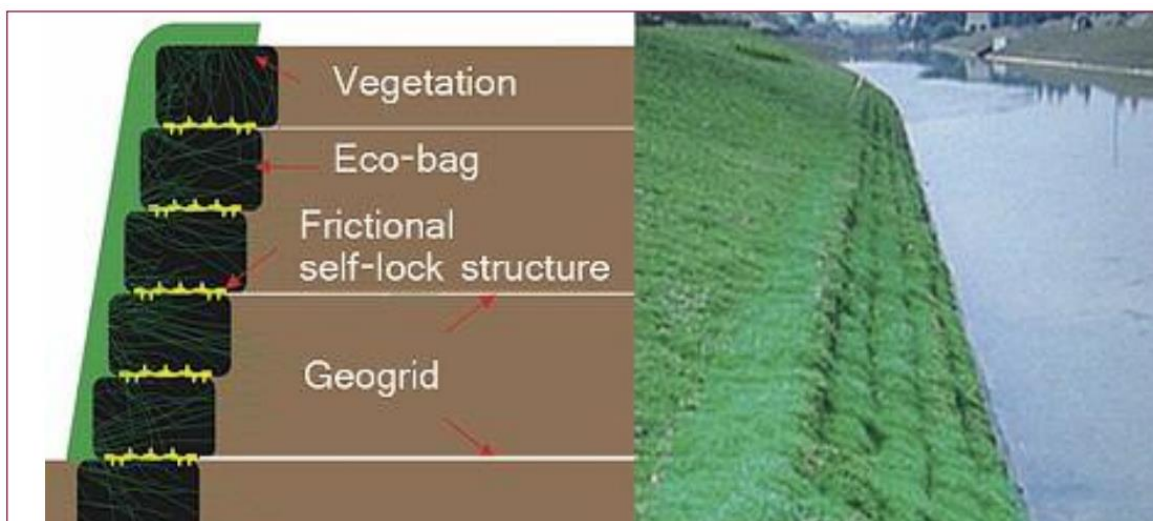 Vegetation
Eco-bag
Frictional
self-lock structure
Geogrid